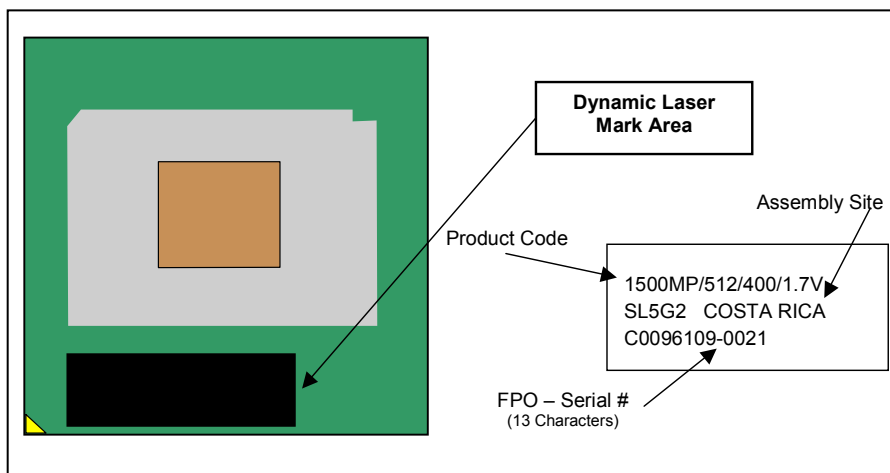 Dynamic Laser
Mark Area
Assembly Site
Product Code
1500MP/512/400/1.7V
SL5G2 COSTA RICA
C0096109-0021
FPO – Serial #
(13 Characters)